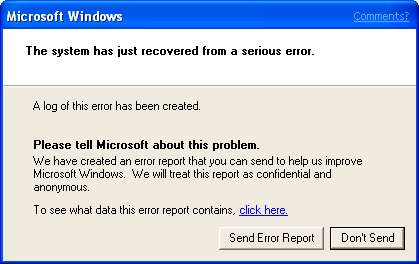 Microsoft Windows Comments?
The system has just recovered from a serious error.
A log of this error has been created.
Please tell Microsoft about this problem.
We have created an error report that you can send to help us improve
Microsoft Windows. We will treat this report as confidential and
anonymous.
To see what data this error report contains, click here.
Send Error Report Don't Send